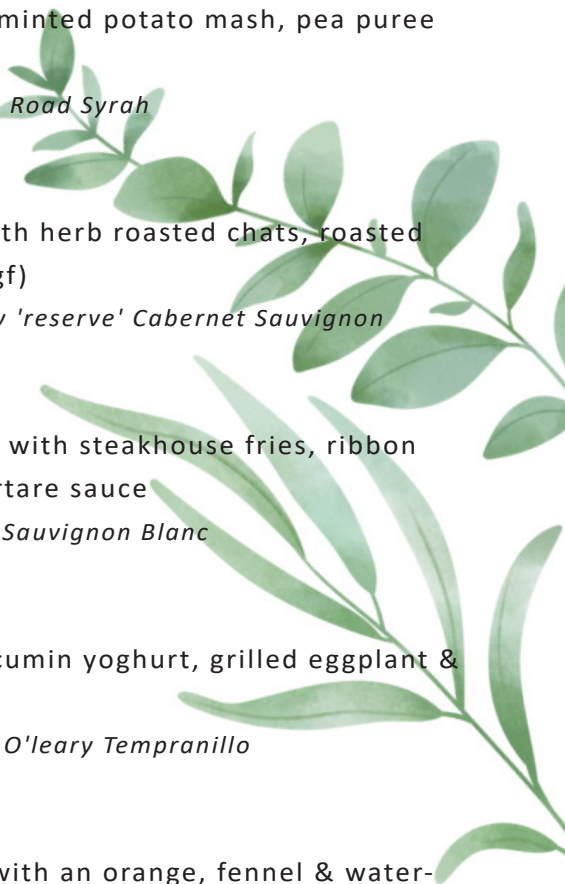 minted potato mash, pea puree
Road Syrah
th herb roasted chats, roasted
gf)
'reserve' Cabernet Sauvignon
with steakhouse fries, ribbon
rtare sauce
Sauvignon Blanc
cumin yoghurt, grilled eggplant &
O'leary Tempranillo
with an orange, fennel & water-